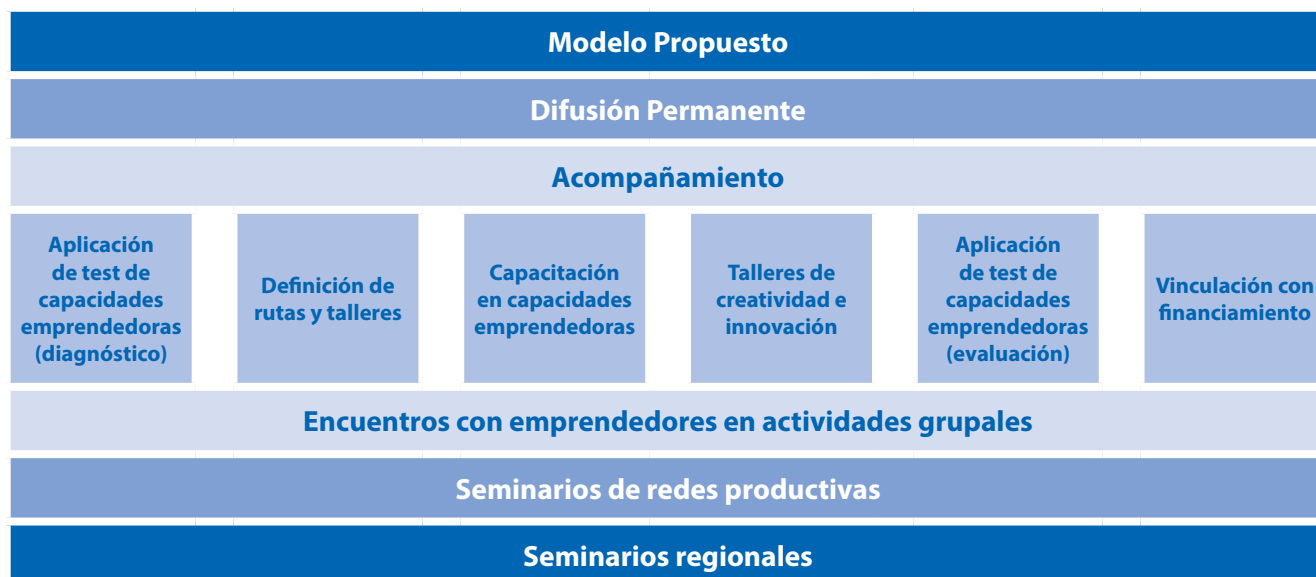 Modelo Propuesto
Difusión Permanente
Acompañamiento
Aplicación
de test de
capacidades
emprendedoras
(diagnóstico)
Definición de
rutas y talleres
Capacitación
en capacidades
emprendedoras
Talleres de
creatividad e
innovación
Aplicación
de test de
capacidades
emprendedoras
(evaluación)
Vinculación con
financiamiento
Encuentros con emprendedores en actividades grupales
Seminarios de redes productivas
Seminarios regionales